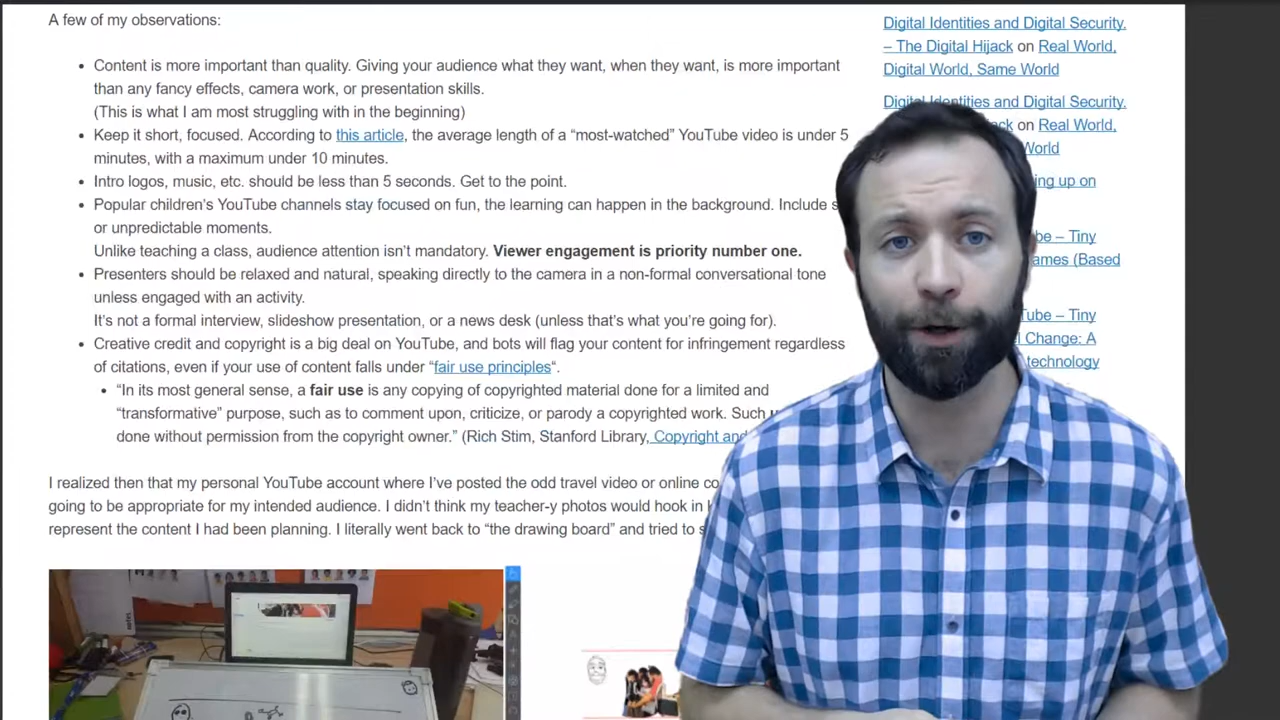 A few of my observations:
Content is more important than quality. Giving your audience what they want, when they want, is more important
than any fancy effects, camera work, or presentation skills.
(This is what I am most struggling with in the beginning)
Keep it short, focused. According to this article, the average length of a “most-watched” YouTube video is under 5
minutes, with a maximum under 10 minutes.
Intro logos, music, etc. should be less than 5 seconds. Get to the point.
Popular children's YouTube channels stay focused on fun, the learning can happen in the background. Include
or unpredictable moments.
Unlike teaching a class, audience attention isn't mandatory. Viewer engagement is priority number one.
Presenters should be relaxed and natural, speaking directly to the camera in a non-formal conversational tone
unless engaged with an activity.
It's not a formal interview, slideshow presentation, or a news desk (unless that's what you're going for).
Creative credit and copyright is a big deal on YouTube, and bots will flag your content for infringement regardless
of citations, even if your use of content falls under “fair use principles“.
“In its most general sense, a fair use is any copying of copyrighted material done for a limited and
“transformative” purpose, such as to comment upon, criticize, or parody a copyrighted work. Such
done without permission from the copyright owner.” (Rich Stim, Stanford Library, Copyright and
I realized then that my personal YouTube account where I've posted the odd travel video or online
going to be appropriate for my intended audience. I didn't think my teacher-y photos would hook in
represent the content I had been planning. I literally went back to “the drawing board” and tried to
Digital Identities and Digital Security.
– The Digital Hijack on Real World,
Digital World, Same World
Digital Identities and Digital Security.
on Real World,
World
up on
– Tiny
(Based
– Tiny
Change: A
technology